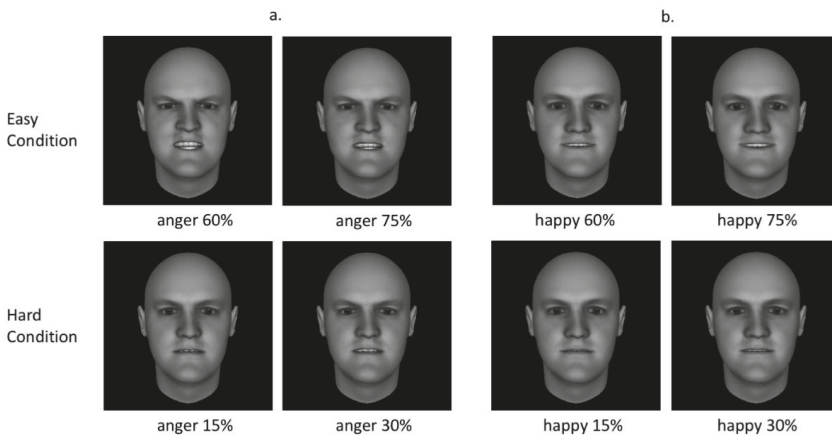 a.
b.
Easy
Condition
anger 60%
anger 75%
happy 60%
happy 75%
Hard
Condition
anger 15%
anger 30%
happy 15%
happy 30%